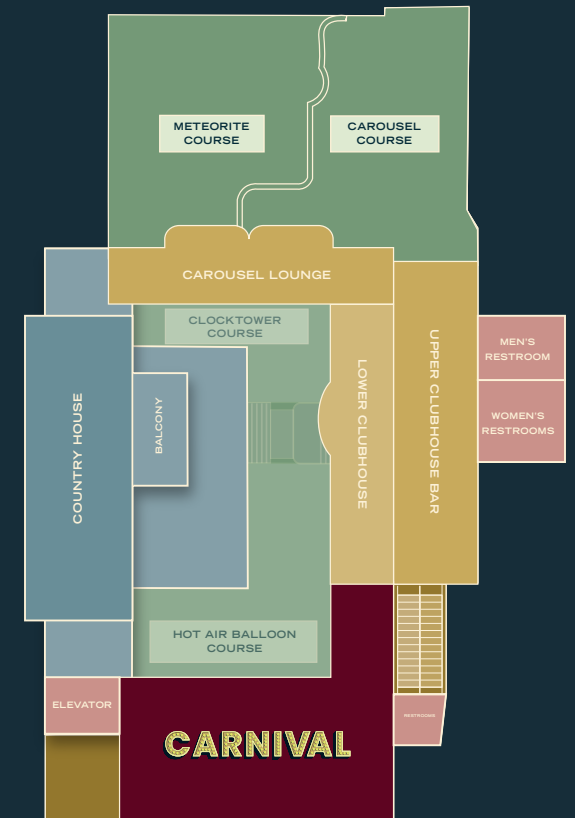 METEORITE
COURSE
CAROUSEL
COURSE
CAROUSEL LOUNGE
CLOCKTOWER
COURSE
MEN'S
RESTROOM
WOMEN'S
RESTROOMS
UPPER CLUBHOUSE BAR
LOWER CLUBHOUSE
BALCONY
COUNTRY HOUSE
HOT AIR BALLOON
COURSE
ELEVATOR
RESTROOMS
CARNIVAL